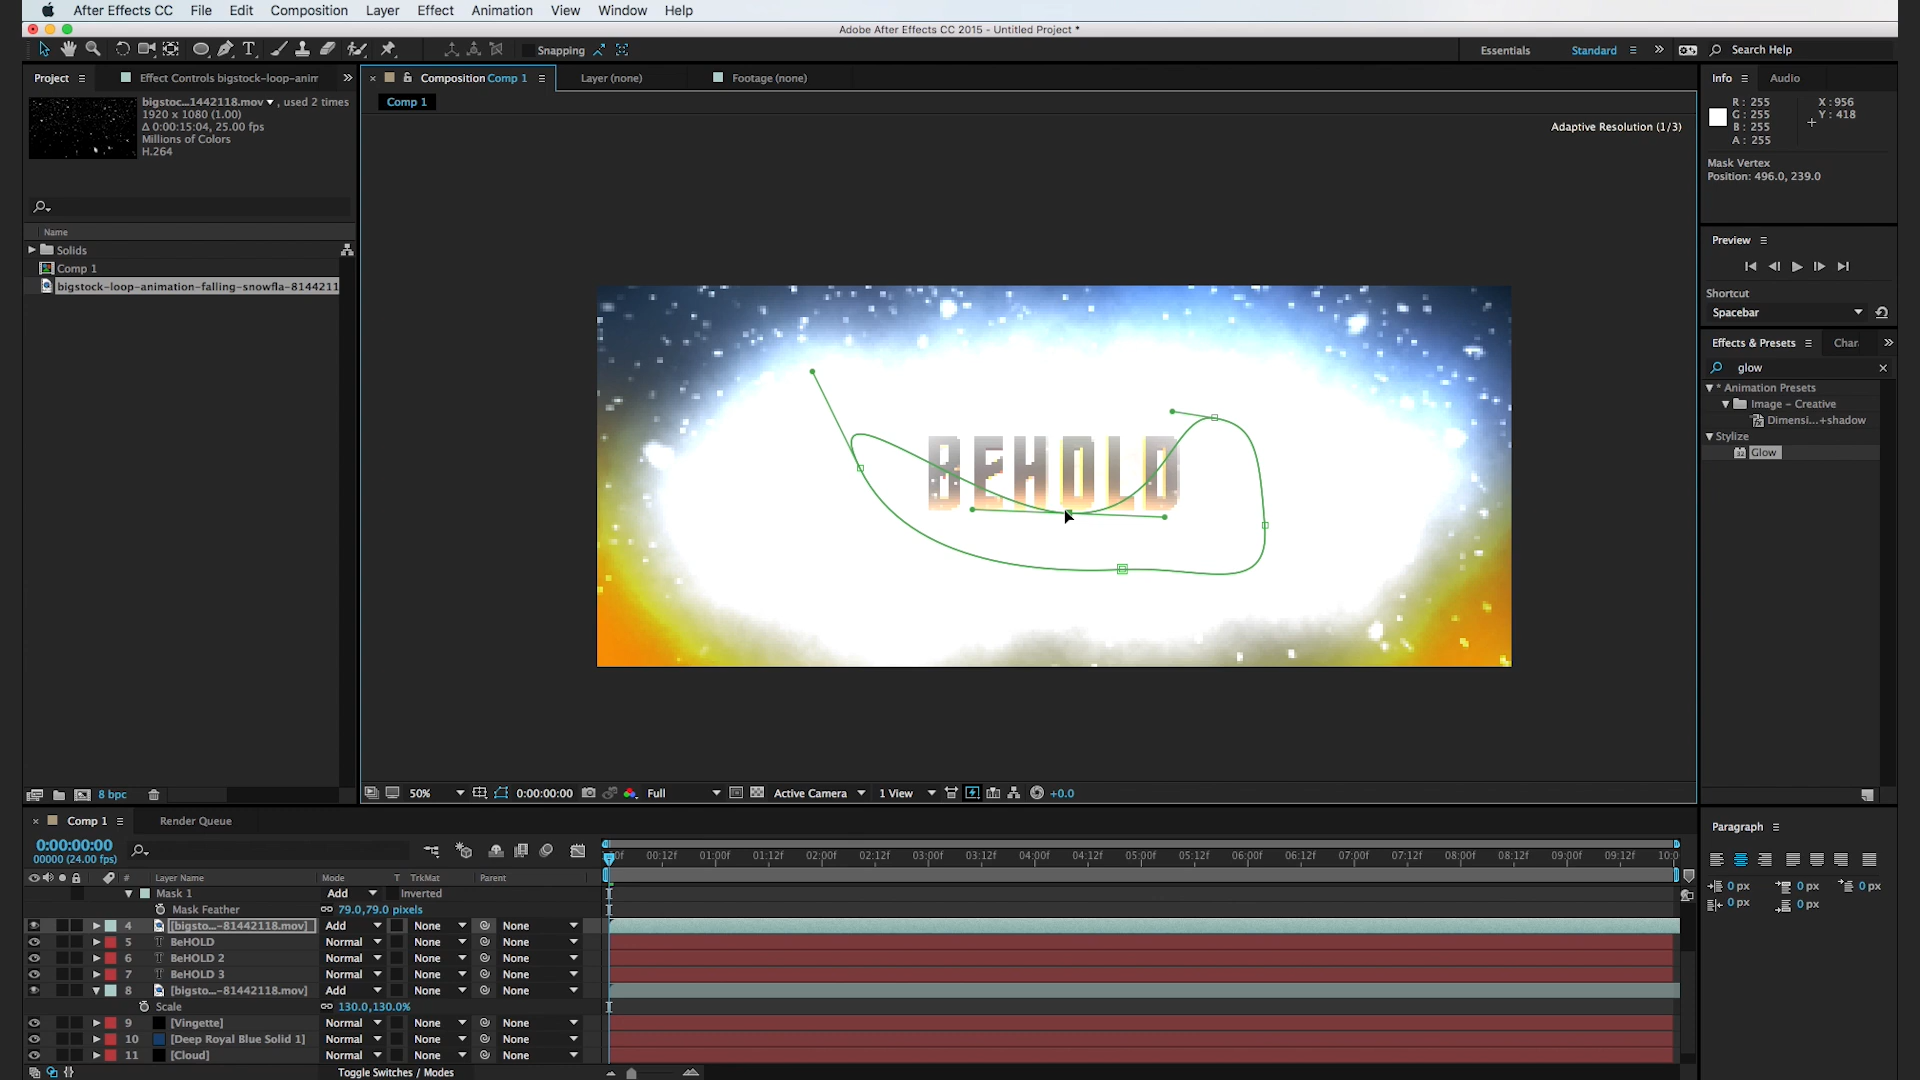 After Effects CC File Edit Composition Layer Effect Animation View Window Help
Adobe After Effects CC 2015 - Untitled Project *
Snapping
Essentials Standard Search Help
Project Effect Controls bigstock-loop-anim
Composition Comp 1 Layer (none) Footage (none)
Info Audio
bigstoc...1442118.mov , used 2 times
1920 x 1080 (1.00)
Δ 0:00:15:04, 25.00 fps
Millions of Colors
H.264
Comp 1
Adaptive Resolution (1/3)
R: 255 X: 956
G: 255 Y: 418
B: 255
A: 255
Mask Vertex
Position: 496.0, 239.0
Name
Solids
Comp 1
bigstock-loop-animation-falling-snowfla-8144211
Preview
Shortcut
Spacebar
Effects & Presets Char
glow
* Animation Presets
Image - Creative
Dimensi...+shadow
Stylize
32 Glow
BEHOLD
8 bpc
50% 0:00:00:00 Full Active Camera 1 View +0.0
Comp 1 Render Queue
0:00:00:00
00000 (24.00 fps)
0f 00:12f 01:00f 01:12f 02:00f 02:12f 03:00f 03:12f 04:00f 04:12f 05:00f 05:12f 06:00f 06:12f 07:00f 07:12f 08:00f 08:12f 09:00f 09:12f 10:0
# Layer Name Mode T TrkMat Parent
Mask 1 Add Inverted
Mask Feather 79.0,79.0 pixels
4 [bigsto...-81442118.mov] Add None None
5 T BeHOLD Normal None None
6 T BeHOLD 2 Normal None None
7 T BeHOLD 3 Normal None None
8 [bigsto...-81442118.mov] Add None None
Scale 130.0,130.0%
9 [Vingette] Normal None None
10 [Deep Royal Blue Solid 1] Normal None None
11 [Cloud] Normal None None
Toggle Switches / Modes
Paragraph
0 px 0 px 0 px
0 px 0 px